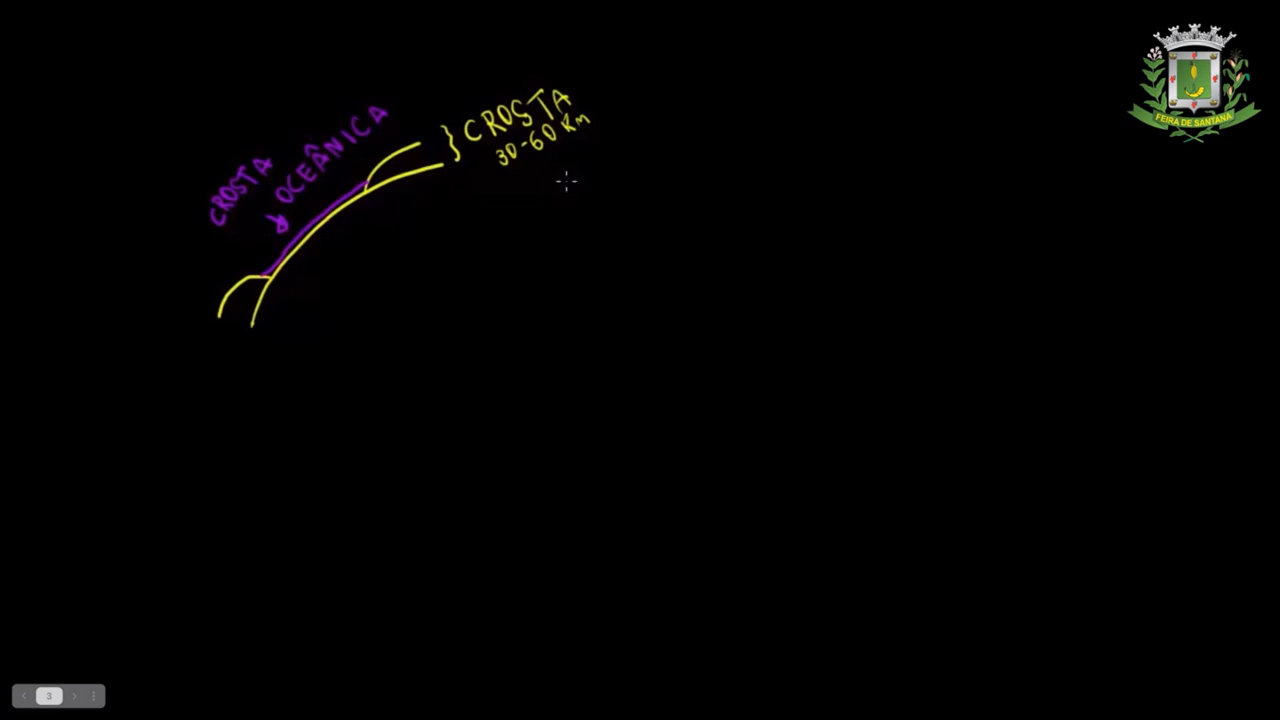 CROSTA
OCEÂNICA
CROSTA
30-60 Km
FEIRA DE SANTANA
3